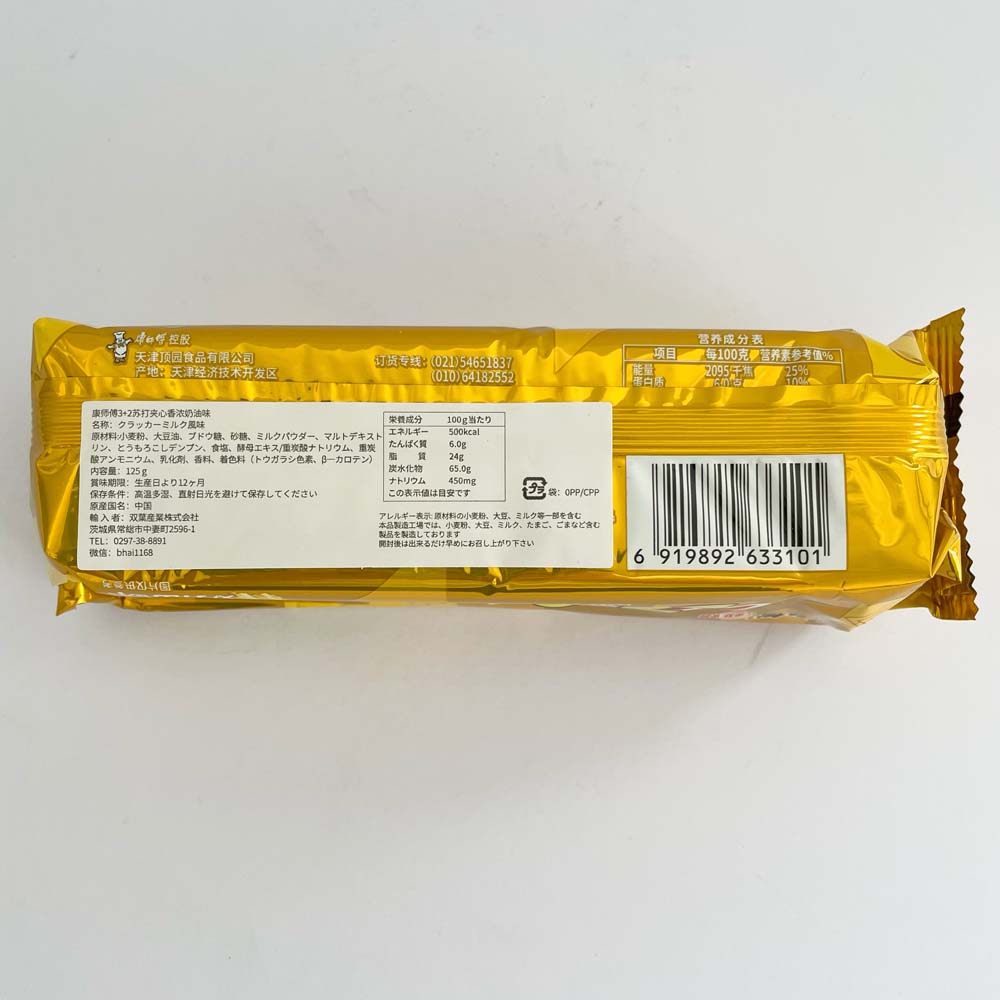 康师傅 控股
天津顶园食品有限公司
产地：天津经济技术开发区
订货专线：(021)54651837
(010)64182552
营养成分表
项目 每100克 营养素参考值%
能量 2095千焦 25%
蛋白质 6.0克 10%
康师傅3+2苏打夹心香浓奶油味
名称：クラッカーミルク風味
原材料:小麦粉、大豆油、ブドウ糖、砂糖、ミルクパウダー、マルトデキスト
リン、とうもろこしデンプン、食塩、酵母エキス/重炭酸ナトリウム、重炭
酸アンモニウム、乳化剤、香料、着色料（トウガラシ色素、β―カロテン）
内容量：125ｇ
賞味期限：生産日より12ヶ月
保存条件：高温多湿、直射日光を避けて保存してください
原産国名：中国
輸入者：双葉産業株式会社
茨城県常総市中妻町2596-1
TEL：0297-38-8891
微信：bhai1168
栄養成分 100ｇ当たり
エネルギー 500kcal
たんぱく質 6.0g
脂 質 24g
炭水化物 65.0g
ナトリウム 450mg
この表示値は目安です
プラ 袋：OPP/CPP
アレルギー表示: 原材料の小麦粉、大豆、ミルク等一部を含む
本品製造工場では、小麦粉、大豆、ミルク、たまご、ごまなど含む
製品を製造しております
開封後は出来るだけ早めにお召し上がり下さい
6 919892 633101
图片仅供参考